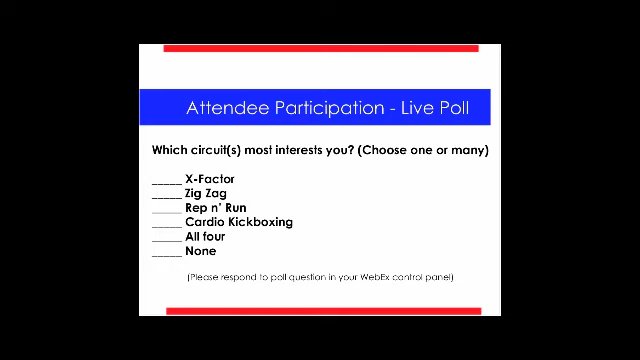 Attendee Participation - Live Poll
Which circuit(s) most interests you? (Choose one or many)
_____ X-Factor
_____ Zig Zag
_____ Rep n' Run
_____ Cardio Kickboxing
_____ All four
_____ None
(Please respond to poll question in your WebEx control panel)